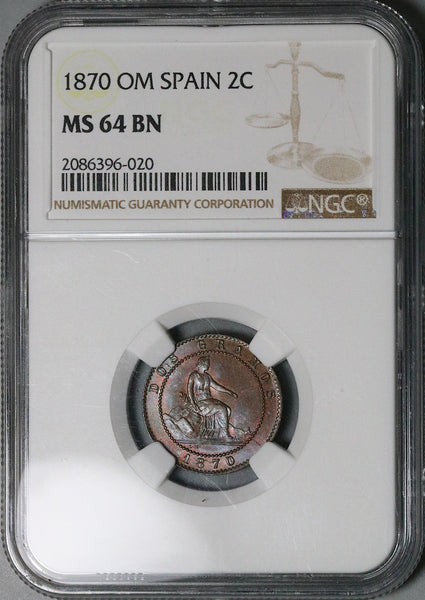 1870 OM SPAIN 2C
MS 64 BN
2086396-020
NUMISMATIC GUARANTY CORPORATION
NGC®
DOS GRAMOS
1870